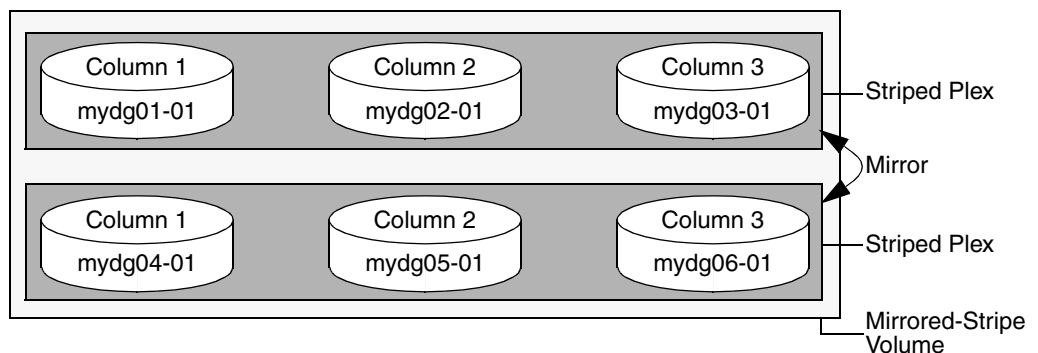 Column 1
Column 2
Column 3
mydg01-01
mydg02-01
mydg03-01
Striped Plex
Mirror
Column 1
Column 2
Column 3
mydg04-01
mydg05-01
mydg06-01
Striped Plex
Mirrored-Stripe
Volume